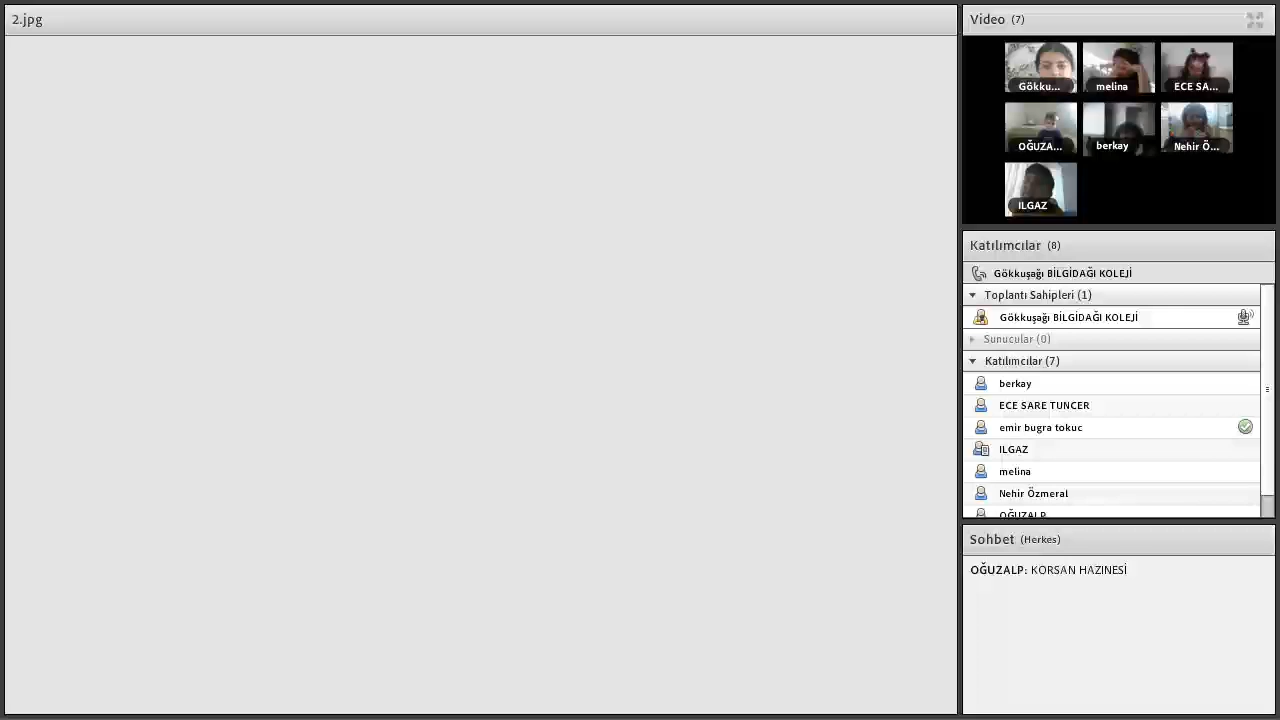 2.jpg
Video (7)
Gökku...
melina
ECE SA...
OĞUZA...
berkay
Nehir Ö...
ILGAZ
Katılımcılar (8)
Gökkuşağı BİLGİDAĞI KOLEJİ
Toplantı Sahipleri (1)
Gökkuşağı BİLGİDAĞI KOLEJİ
Sunucular (0)
Katılımcılar (7)
berkay
ECE SARE TUNCER
emir bugra tokuc
ILGAZ
melina
Nehir Özmeral
OĞUZALP
Sohbet (Herkes)
OĞUZALP: KORSAN HAZINESİ